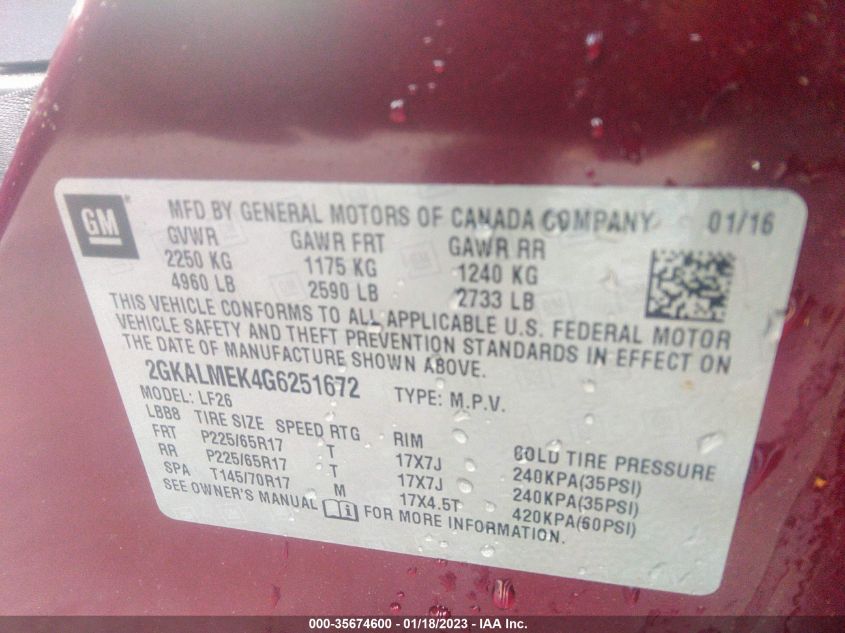 GM MFD BY GENERAL MOTORS OF CANADA COMPANY 01/16
GVWR GAWR FRT GAWR RR
2250 KG 1175 KG 1240 KG
4960 LB 2590 LB 2733 LB
THIS VEHICLE CONFORMS TO ALL APPLICABLE U.S. FEDERAL MOTOR
VEHICLE SAFETY AND THEFT PREVENTION STANDARDS IN EFFECT ON
THE DATE OF MANUFACTURE SHOWN ABOVE.
2GKALMEK4G6251672 TYPE: M.P.V.
MODEL: LF26
LBB8 TIRE SIZE SPEED RTG RIM COLD TIRE PRESSURE
FRT P225/65R17 T 17X7J 240KPA(35PSI)
RR P225/65R17 T 17X7J 240KPA(35PSI)
SPA T145/70R17 M 17X4.5T 420KPA(60PSI)
SEE OWNER'S MANUAL FOR MORE INFORMATION.
000-35674600 - 01/18/2023 - IAA Inc.